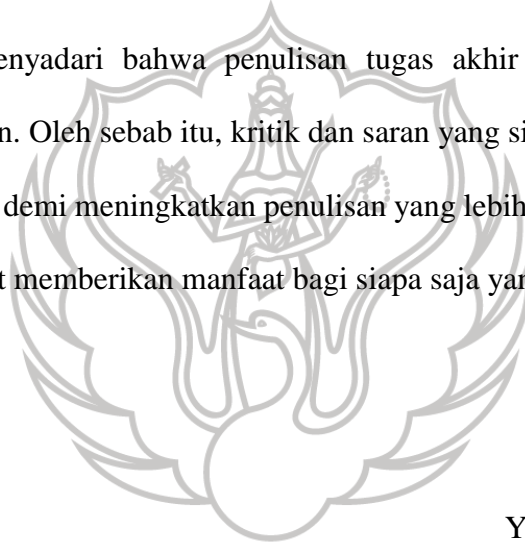 enyadari bahwa penulisan tugas akhir
n. Oleh sebab itu, kritik dan saran yang si
demi meningkatkan penulisan yang lebih
t memberikan manfaat bagi siapa saja yan
Y